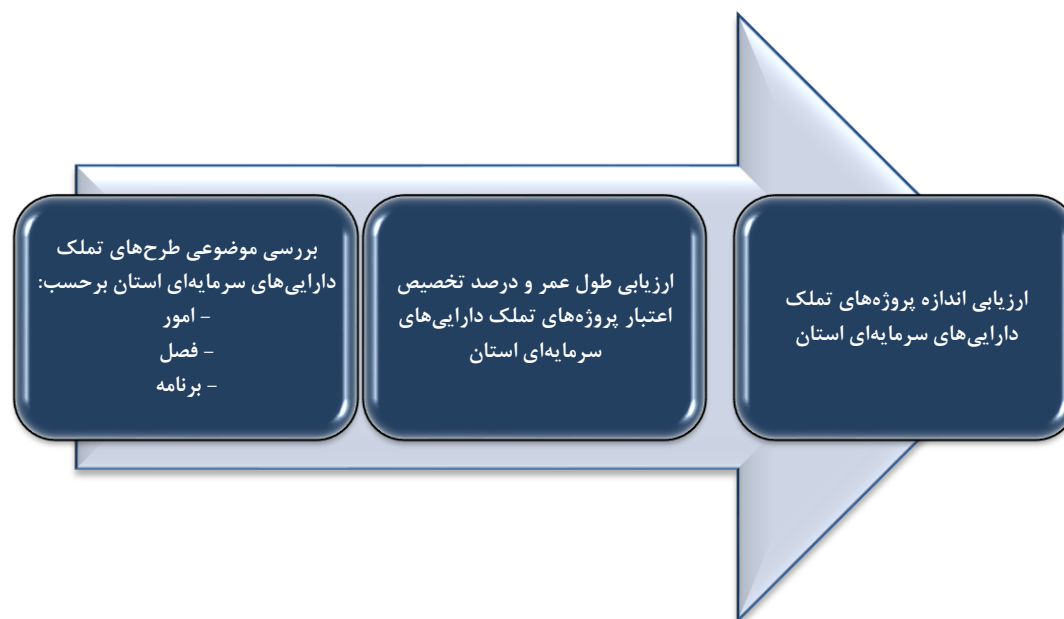 بررسی موضوعی طرح‌های تملک
دارایی‌های سرمایه‌ای استان برحسب:
- امور
- فصل
- برنامه
ارزیابی طول عمر و درصد تخصیص
اعتبار پروژه‌های تملک دارایی‌های
سرمایه‌ای استان
ارزیابی اندازه پروژه‌های تملک
دارایی‌های سرمایه‌ای استان